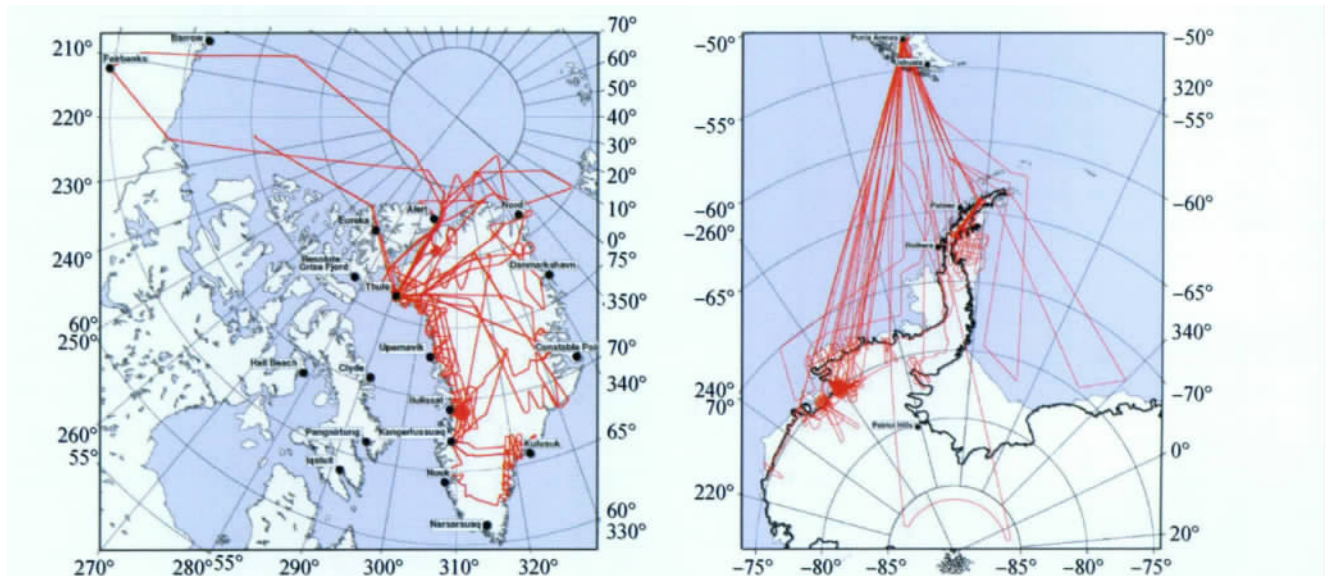 210°
Barrow
Fairbanks
220°
230°
240°
60°
250°
260°
55°
270°
280°
55°
290°
300°
310°
320°
70°
60°
50°
40°
30°
20°
10°
0°
75°
350°
70°
340°
65°
60°
330°
Eureka
Alert
Nord
Resolute
Grise Fjord
Thule
Danmarkshavn
Upernavik
Constable
Hall Beach
Clyde
Ilulissat
Pangnirtung
Kangerlussuaq
Kulusuk
Iqaluit
Nuuk
Narsarsuaq
−50°
−55°
−60°
−260°
−65°
240°
70°
220°
−75°
−80°
−85°
−90°
−85°
−80°
−75°
−50°
320°
−55°
−60°
−65°
340°
−70°
0°
20°
Punta Arenas
Ushuaia
Palmer
Rothera
Patriot Hills